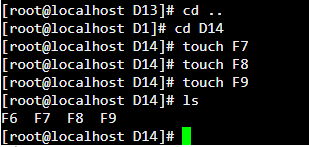 [root@localhost D13]# cd ..
[root@localhost D1]# cd D14
[root@localhost D14]# touch F7
[root@localhost D14]# touch F8
[root@localhost D14]# touch F9
[root@localhost D14]# ls
F6  F7  F8  F9
[root@localhost D14]#